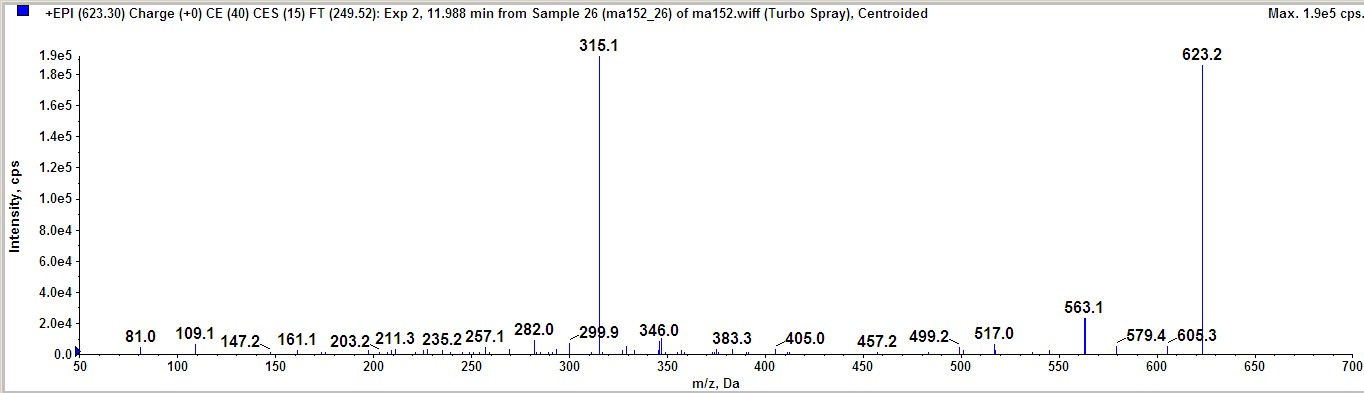 +EPI (623.30) Charge (+0) CE (40) CES (15) FT (249.52): Exp 2, 11.988 min from Sample 26 (ma152_26) of ma152.wiff (Turbo Spray), Centroided Max. 1.9e5 cps.
315.1
623.2
1.9e5
1.8e5
1.6e5
1.4e5
1.2e5
1.0e5
8.0e4
6.0e4
4.0e4
2.0e4
0.0
Intensity, cps
563.1
81.0 109.1 147.2 161.1 203.2 211.3 235.2 257.1 282.0 299.9 346.0 383.3 405.0 457.2 499.2 517.0 579.4 605.3
50 100 150 200 250 300 350 400 450 500 550 600 650 700
m/z, Da